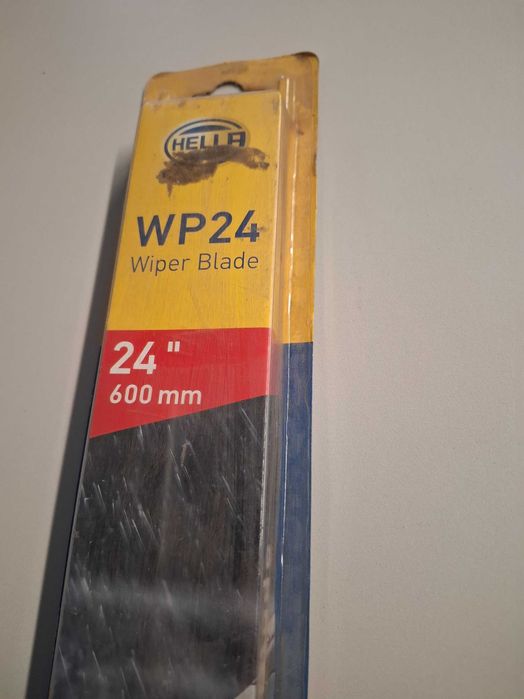 HELLA
WP24
Wiper Blade
24"
600 mm